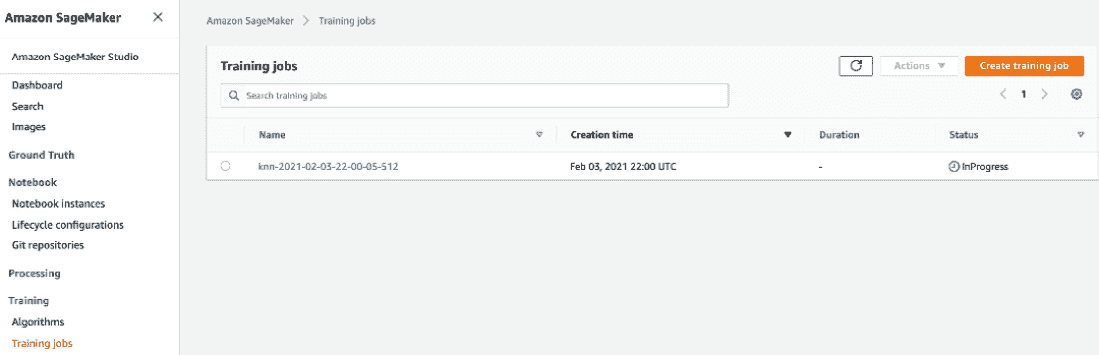 Amazon SageMaker
Amazon SageMaker Studio
Dashboard
Search
Images
Ground Truth
Notebook
Notebook instances
Lifecycle configurations
Git repositories
Processing
Training
Algorithms
Training jobs
Amazon SageMaker > Training jobs
Training jobs
Actions
Create training job
Search training jobs
1
Name Creation time Duration Status
knn-2021-02-03-22-00-05-512 Feb 03, 2021 22:00 UTC - InProgress